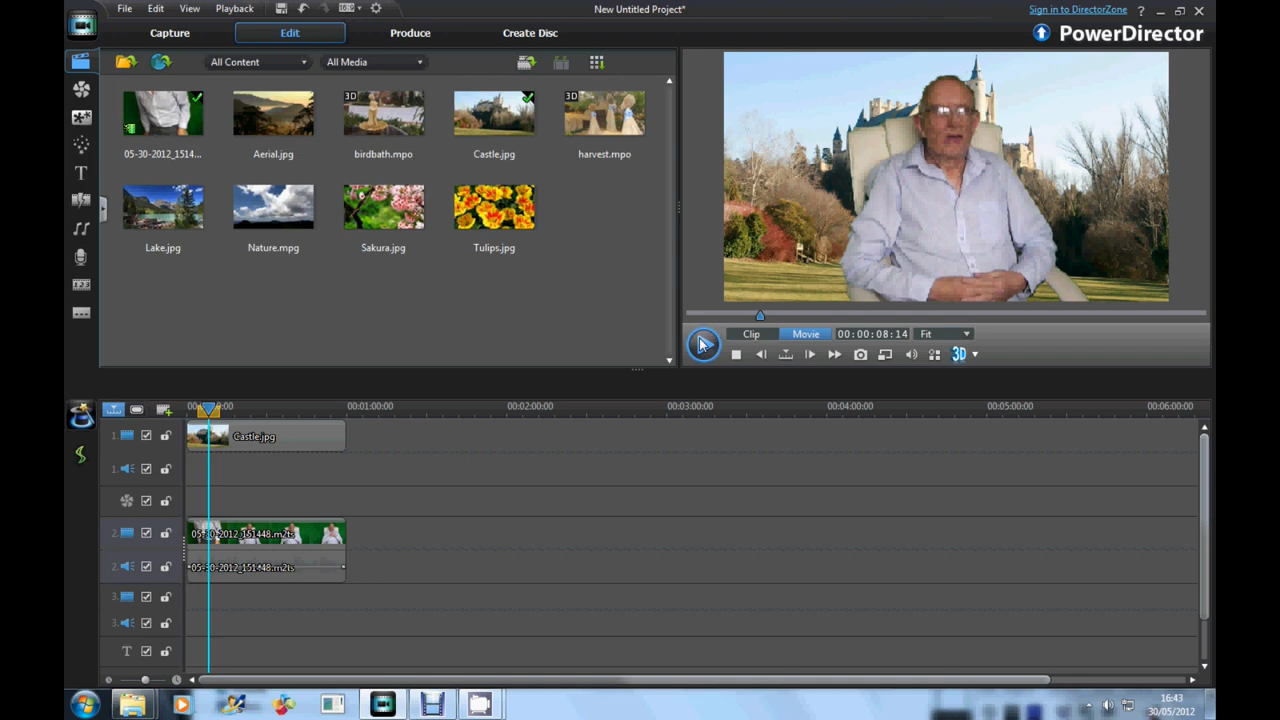 File Edit View Playback
New Untitled Project*
Sign in to DirectorZone ?
Capture Edit Produce Create Disc
PowerDirector
All Content All Media
3D 3D
05-30-2012_1514... Aerial.jpg birdbath.mpo Castle.jpg harvest.mpo
Lake.jpg Nature.mpg Sakura.jpg Tulips.jpg
Clip Movie 00:00:08:14 Fit
3D
00:01:00:00 00:02:00:00 00:03:00:00 00:04:00:00 00:05:00:00 00:06:00:00
1. Castle.jpg
1.
2. 05-30-2012_151448.m2ts
2. 05-30-2012_151448.m2ts
3.
3.
T
16:43
30/05/2012